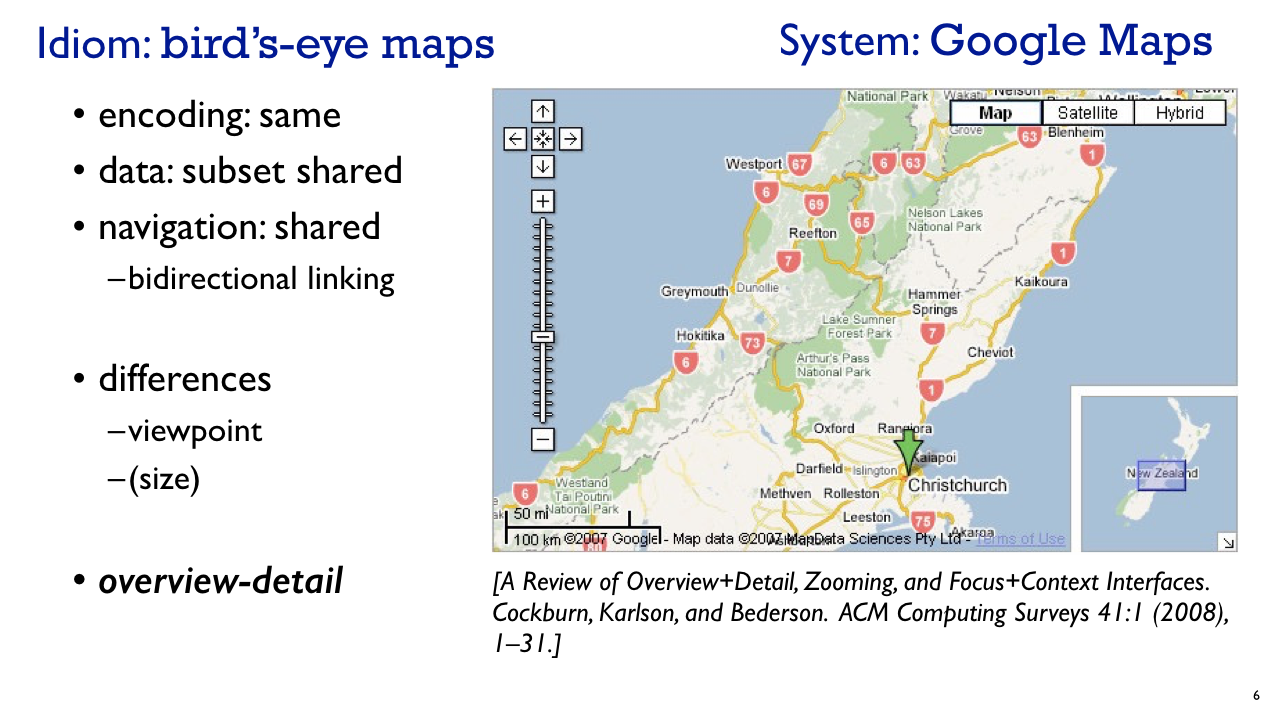 Idiom: bird's-eye maps
System: Google Maps
• encoding: same
• data: subset shared
• navigation: shared
–bidirectional linking
• differences
–viewpoint
–(size)
• overview-detail
National Park
Wakatu
Nelson
Wellington
Lower
Map
Satellite
Hybrid
Grove
63
Blenheim
1
Westport
67
6
63
6
69
65
Nelson Lakes
National Park
Reefton
7
1
Kaikoura
Greymouth
Dunollie
Hammer
Springs
Lake Sumner
Forest Park
Hokitika
73
7
6
Arthur's Pass
National Park
Cheviot
1
Oxford
Rangiora
Kaiapoi
Darfield
Islington
Christchurch
Methven
Rolleston
Westland
Tai Poutini
National Park
6
Leeston
75
Akaroa
50 mi
100 km
©2007 Google - Map data ©2007 MapData Sciences Pty Ltd - Terms of Use
New Zealand
[A Review of Overview+Detail, Zooming, and Focus+Context Interfaces.
Cockburn, Karlson, and Bederson. ACM Computing Surveys 41:1 (2008),
1–31.]
6